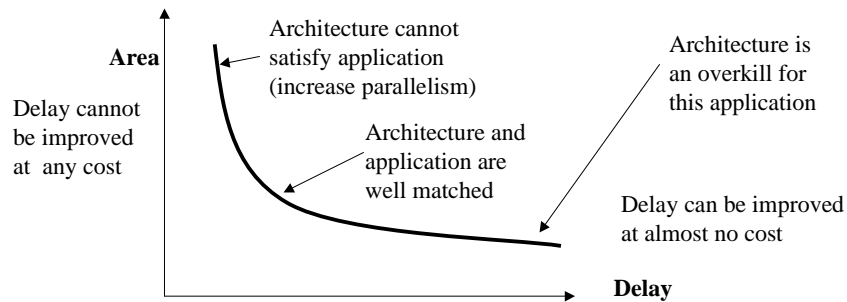 Architecture cannot
satisfy application
(increase parallelism)
Area
Architecture is
an overkill for
this application
Delay cannot
be improved
at any cost
Architecture and
application are
well matched
Delay can be improved
at almost no cost
Delay